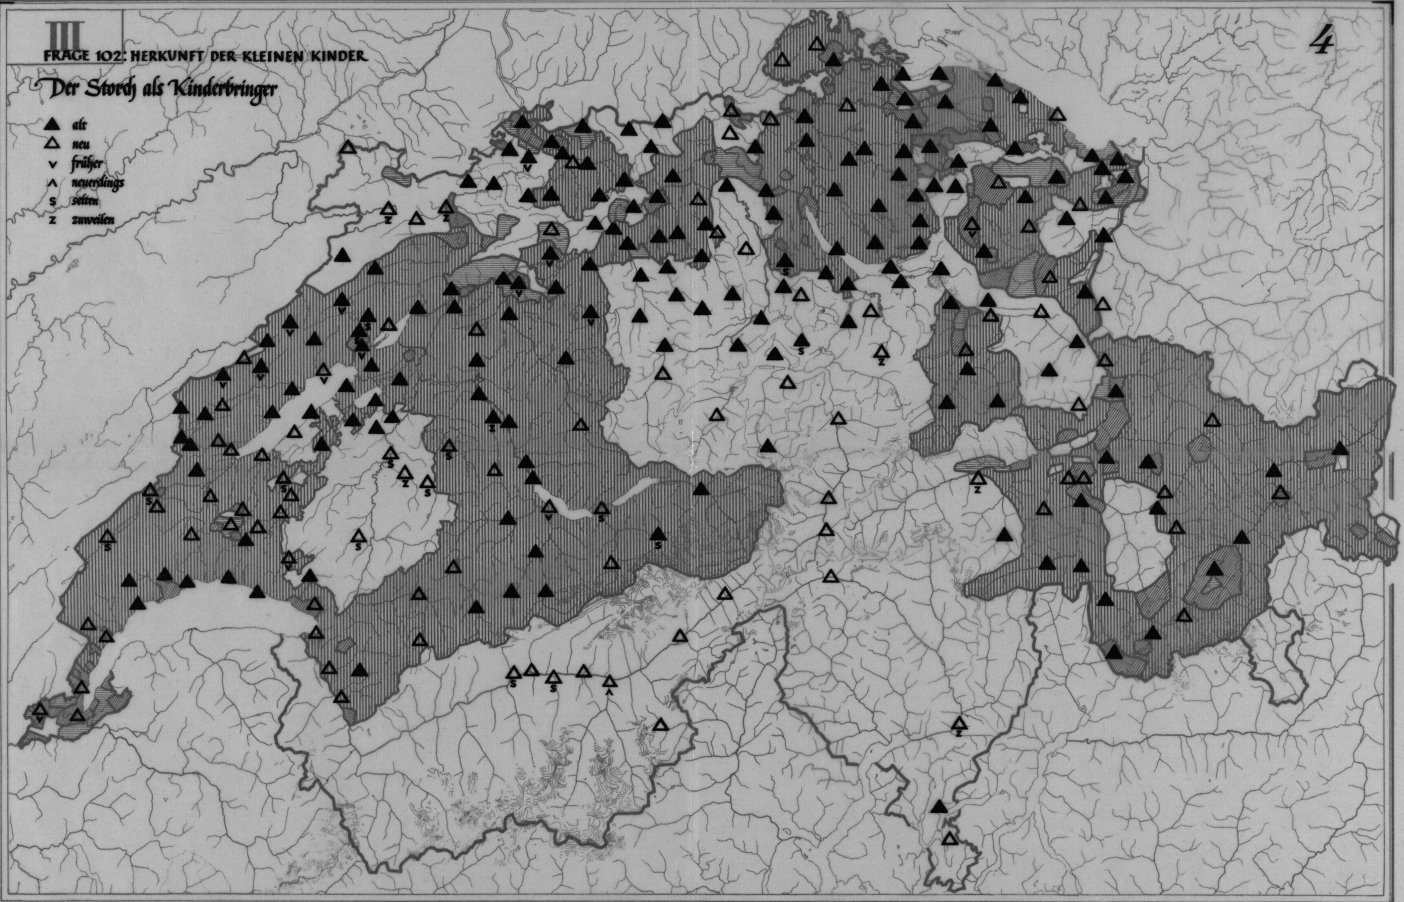 III
4
FRAGE 102: HERKUNFT DER KLEINEN KINDER
Der Storch als Kinderbringer
▲ alt
△ neu
v früher
ʌ neuerdings
s selten
z zuweilen